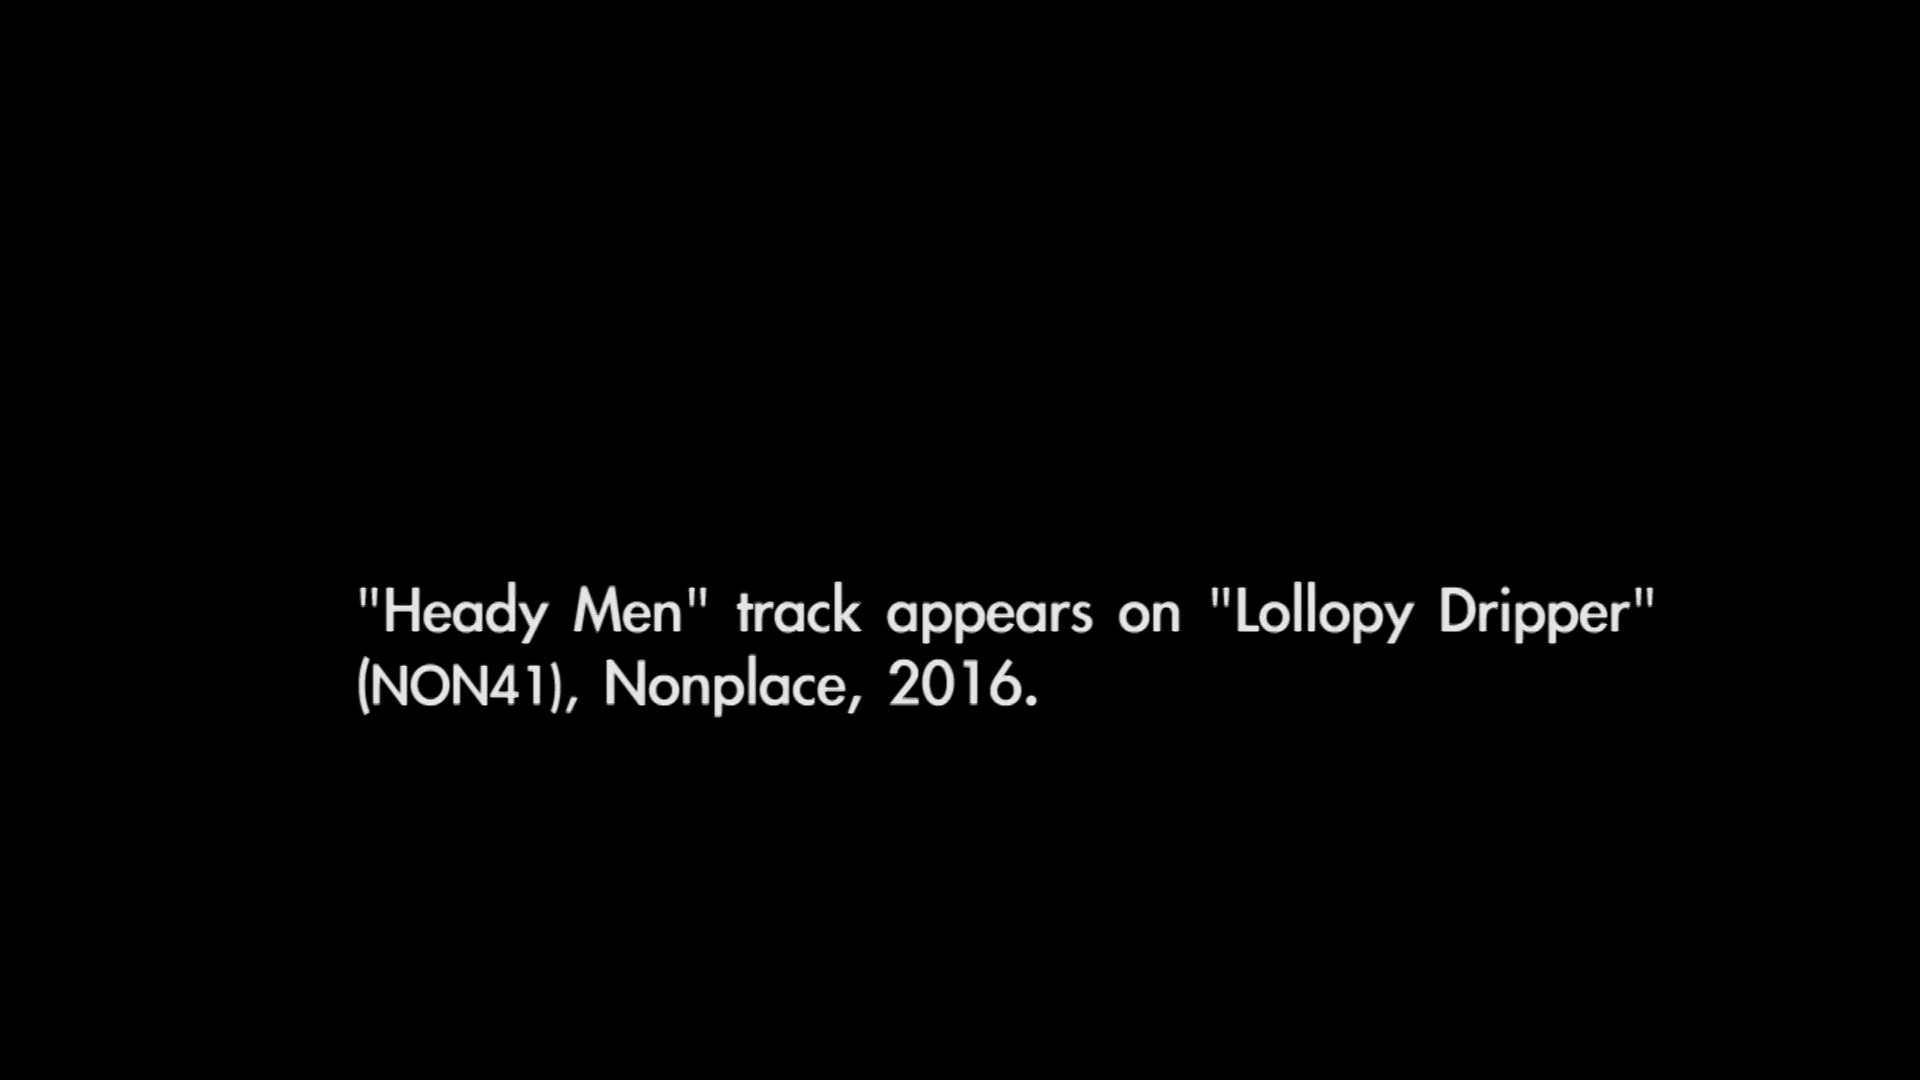 "Heady Men" track appears on "Lollopy Dripper"
(NON41), Nonplace, 2016.